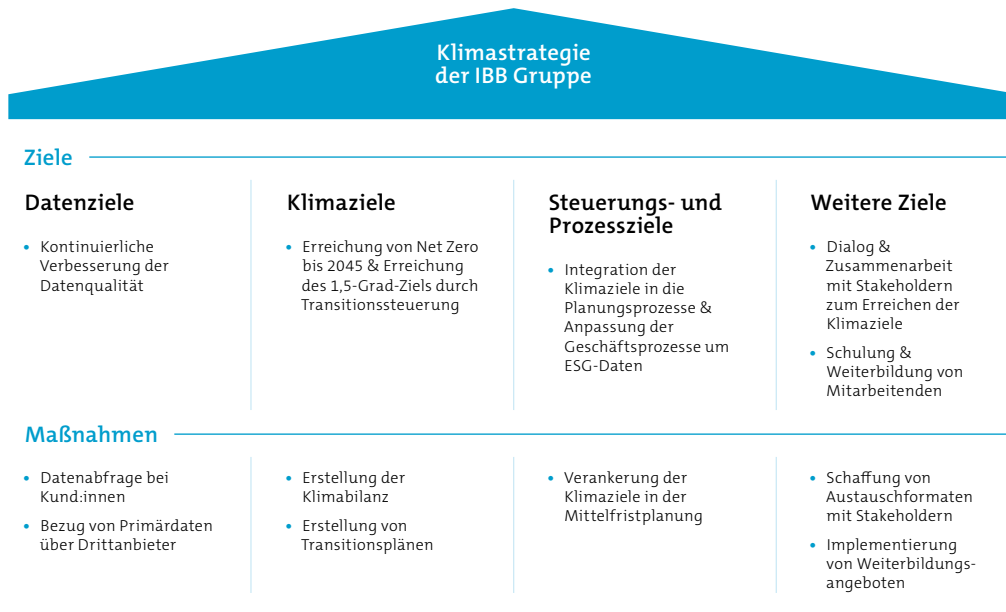 Klimastrategie
der IBB Gruppe
Ziele
Datenziele
• Kontinuierliche
Verbesserung der
Datenqualität
Klimaziele
• Erreichung von Net Zero
bis 2045 & Erreichung
des 1,5-Grad-Ziels durch
Transitionssteuerung
Steuerungs- und
Prozessziele
• Integration der
Klimaziele in die
Planungsprozesse &
Anpassung der
Geschäftsprozesse um
ESG-Daten
Weitere Ziele
• Dialog &
Zusammenarbeit
mit Stakeholdern
zum Erreichen der
Klimaziele
• Schulung &
Weiterbildung von
Mitarbeitenden
Maßnahmen
• Datenabfrage bei
Kund:innen
• Bezug von Primärdaten
über Drittanbieter
• Erstellung der
Klimabilanz
• Erstellung von
Transitionsplänen
• Verankerung der
Klimaziele in der
Mittelfristplanung
• Schaffung von
Austauschformaten
mit Stakeholdern
• Implementierung
von Weiterbildungs-
angeboten